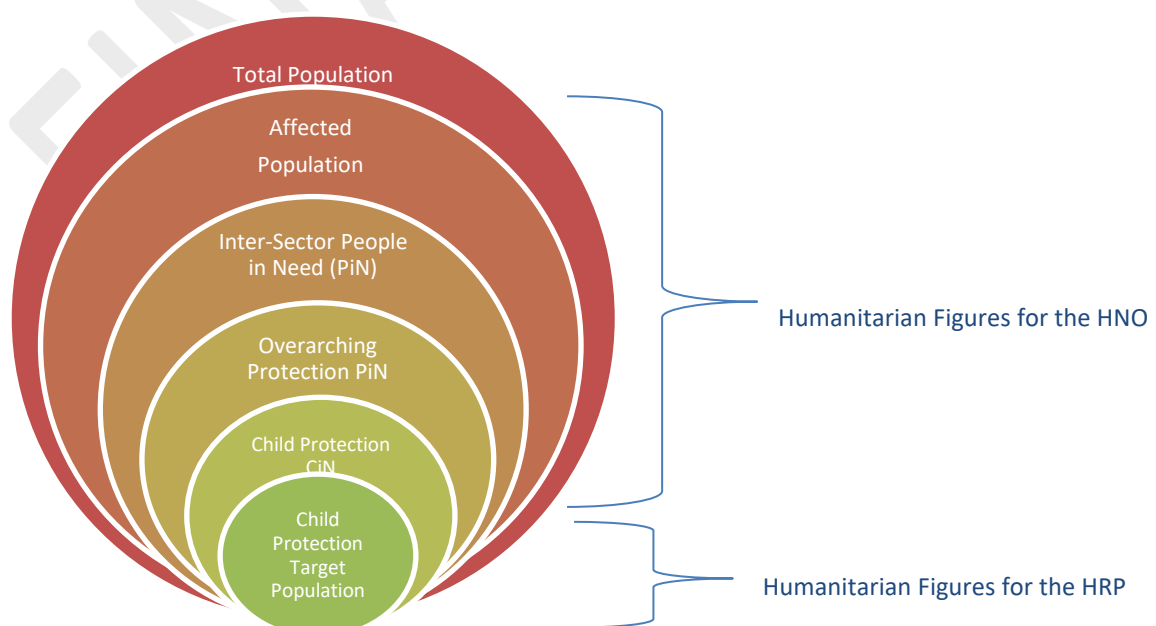 Total Population
Affected
Population
Inter-Sector People
in Need (PiN)
Overarching
Protection PiN
Child Protection
CiN
Child
Protection
Target
Population
Humanitarian Figures for the HNO
Humanitarian Figures for the HRP